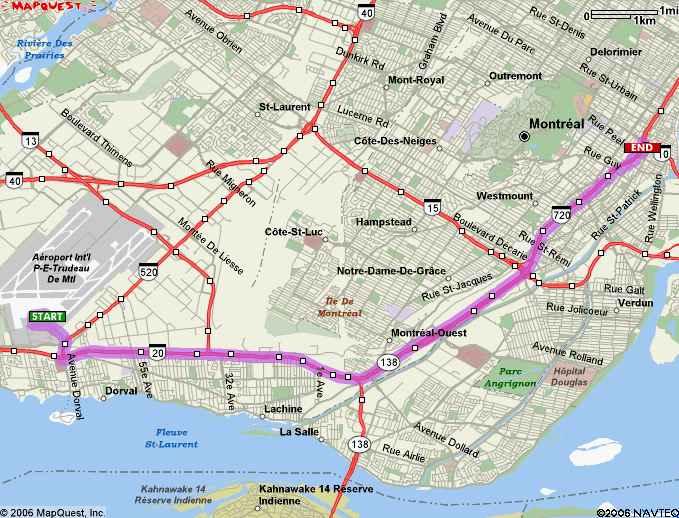 MAPQUEST
40
1mi
1km
Rue St-Denis
Avenue Du Parc
Graham Blvd
Avenue Obrien
Rivière Des
Prairies
Dunkirk Rd
Delorimier
Mont-Royal
Outremont
Rue St-Urbain
St-Laurent
Lucerne Rd
Montréal
Rue Peel
13
Boulevard Thimens
Côte-Des-Neiges
END
10
Rue Guy
40
Rue Migneron
Westmount
Rue St-Patrick
Rue Wellington
15
720
Hampstead
Boulevard Decarie
Montée De Liesse
Côte-St-Luc
Rue St-Rémi
Aéroport Int'l
P-E-Trudeau
De Mtl
520
Notre-Dame-De-Grâce
Rue St-Jacques
Rue Galt
Île De
Montréal
Verdun
START
Rue Jolicoeur
Montréal-Ouest
20
138
Avenue Rolland
Parc
Angrignon
Hôpital
Douglas
Avenue Dorval
55e Ave
32e Ave
1e Ave
Dorval
Lachine
Fleuve
St-Laurent
La Salle
138
Avenue Dollard
Rue Airlie
Kahnawake 14
Réserve Indienne
Kahnawake 14 Réserve
Indienne
© 2006 MapQuest, Inc.
©2006 NAVTEQ